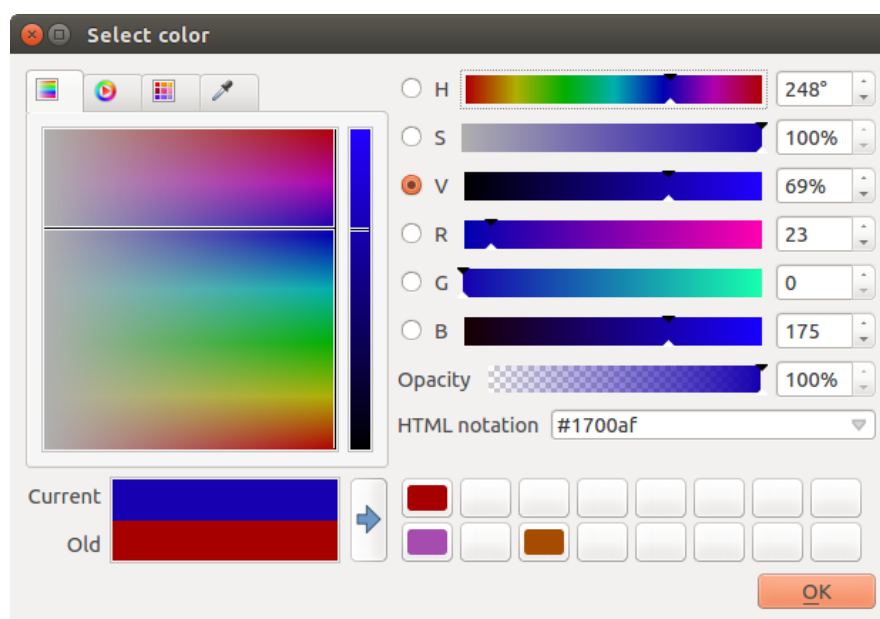 Select color
H 248°
S 100%
V 69%
R 23
G 0
B 175
Opacity 100%
HTML notation #1700af
Current
Old
OK